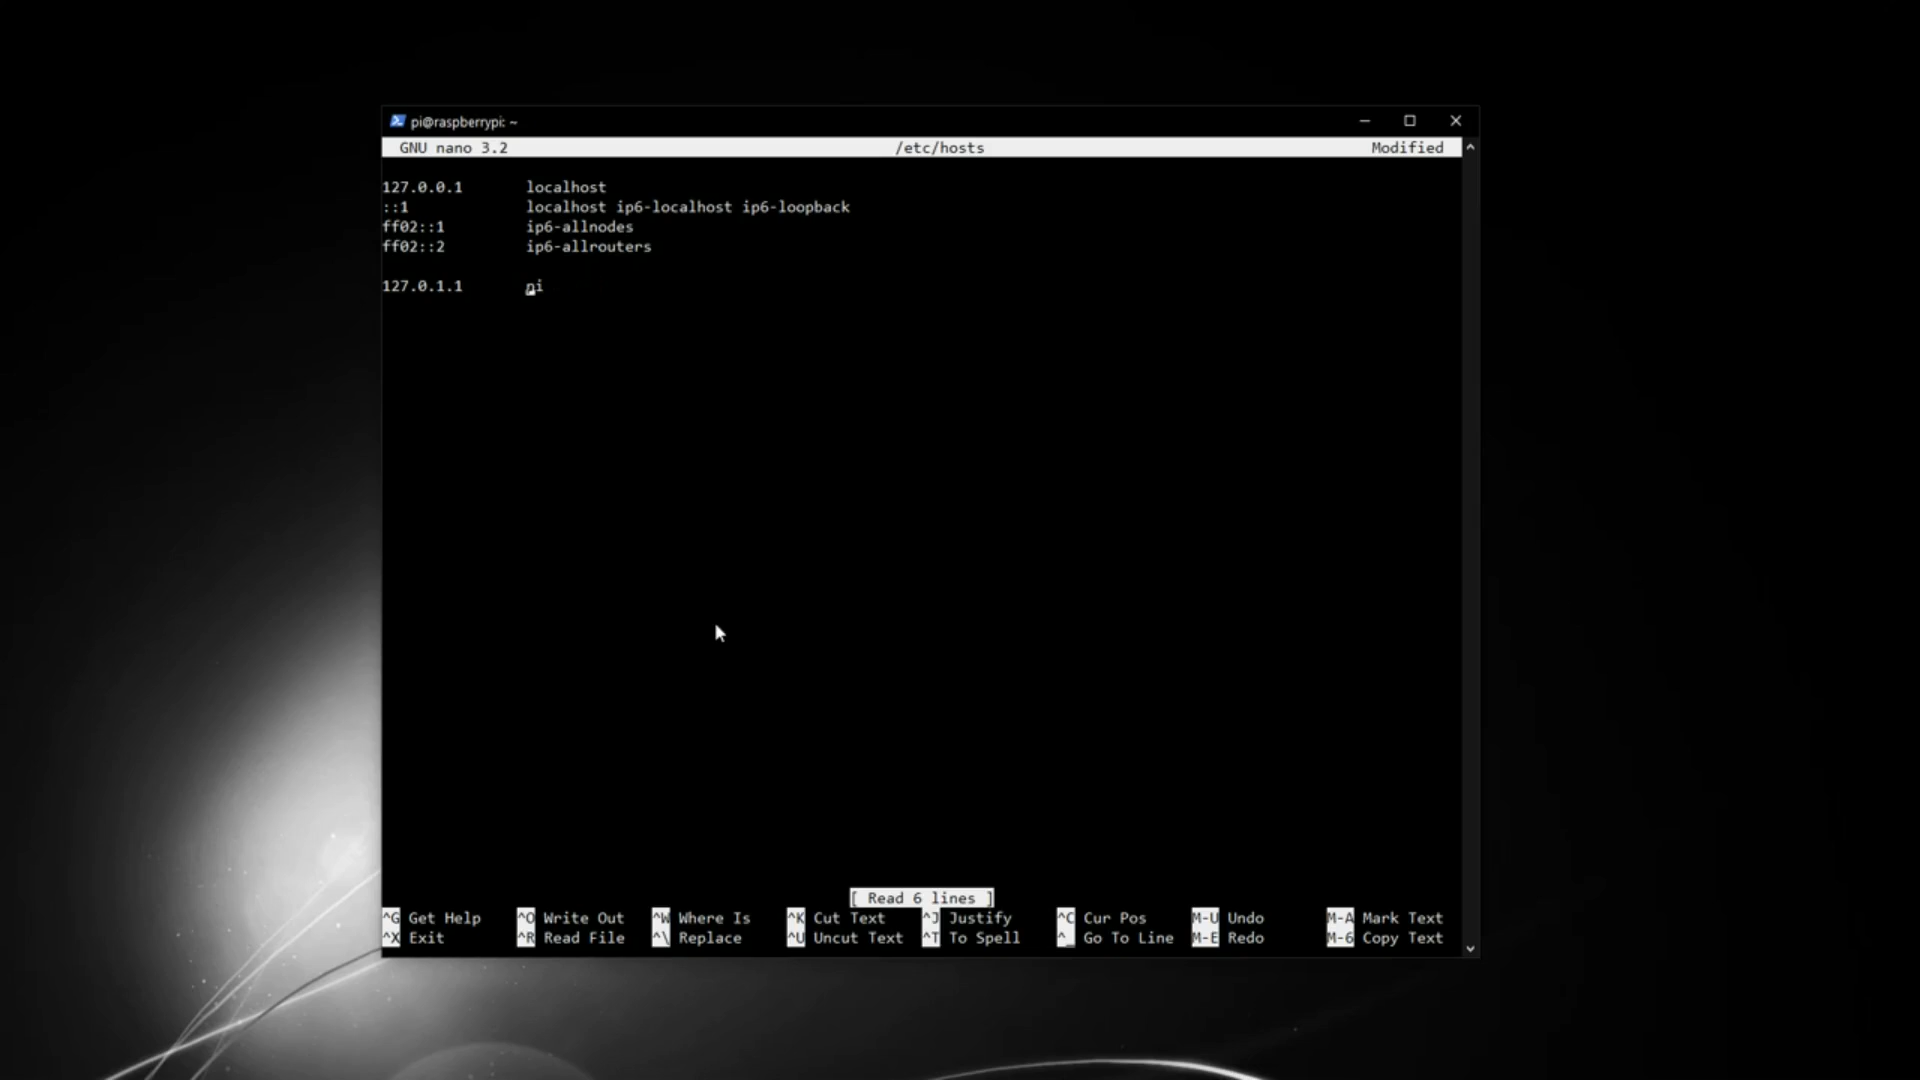 pi@raspberrypi: ~
GNU nano 3.2 /etc/hosts Modified
127.0.0.1 localhost
::1 localhost ip6-localhost ip6-loopback
ff02::1 ip6-allnodes
ff02::2 ip6-allrouters
127.0.1.1 pi
[ Read 6 lines ]
^G Get Help ^O Write Out ^W Where Is ^K Cut Text ^J Justify ^C Cur Pos M-U Undo M-A Mark Text
^X Exit ^R Read File ^\ Replace ^U Uncut Text ^T To Spell ^_ Go To Line M-E Redo M-6 Copy Text